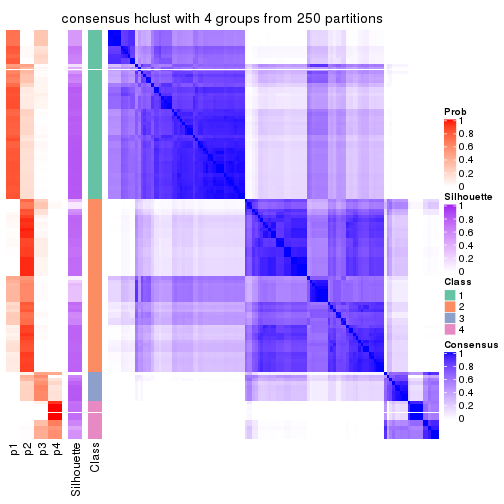 consensus hclust with 4 groups from 250 partitions
Prob
1
0.8
0.6
0.4
0.2
0
Silhouette
1
0.8
0.6
0.4
0.2
0
Class
1
2
3
4
Consensus
1
0.8
0.6
0.4
0.2
0
p1
p2
p3
p4
Silhouette
Class